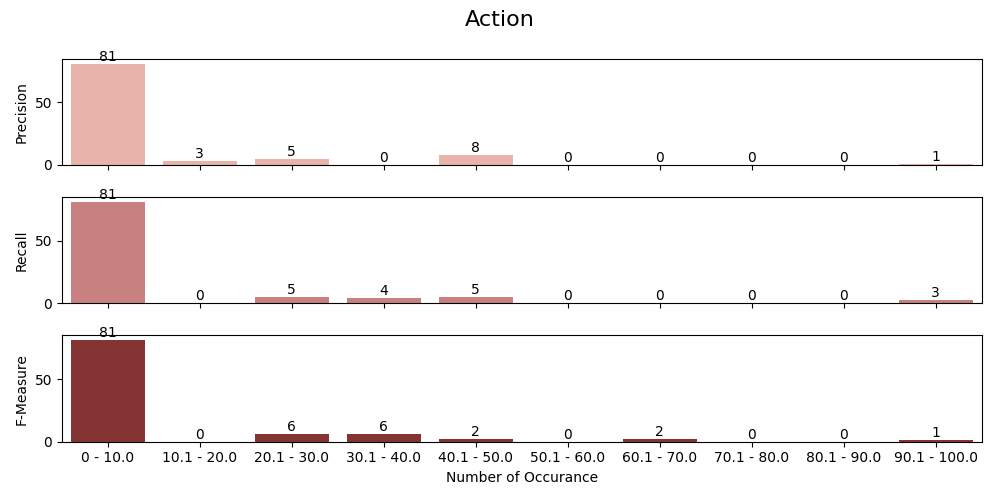 Action
Precision
50
0
81 3 5 0 8 0 0 0 0 1
Recall
50
0
81 0 5 4 5 0 0 0 0 3
F-Measure
50
0
81 0 6 6 2 0 2 0 0 1
0 - 10.0 10.1 - 20.0 20.1 - 30.0 30.1 - 40.0 40.1 - 50.0 50.1 - 60.0 60.1 - 70.0 70.1 - 80.0 80.1 - 90.0 90.1 - 100.0
Number of Occurance